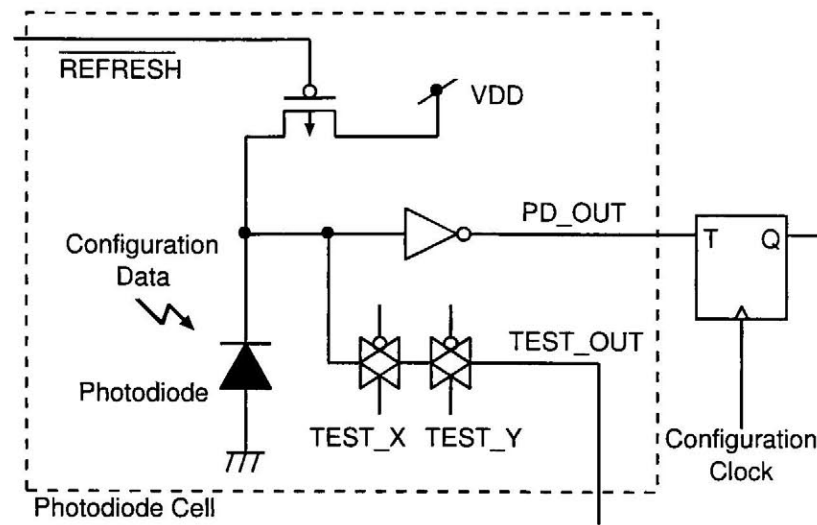 REFRESH
VDD
PD_OUT
T Q
Configuration
Data
Photodiode
TEST_OUT
TEST_X TEST_Y
Configuration
Clock
Photodiode Cell